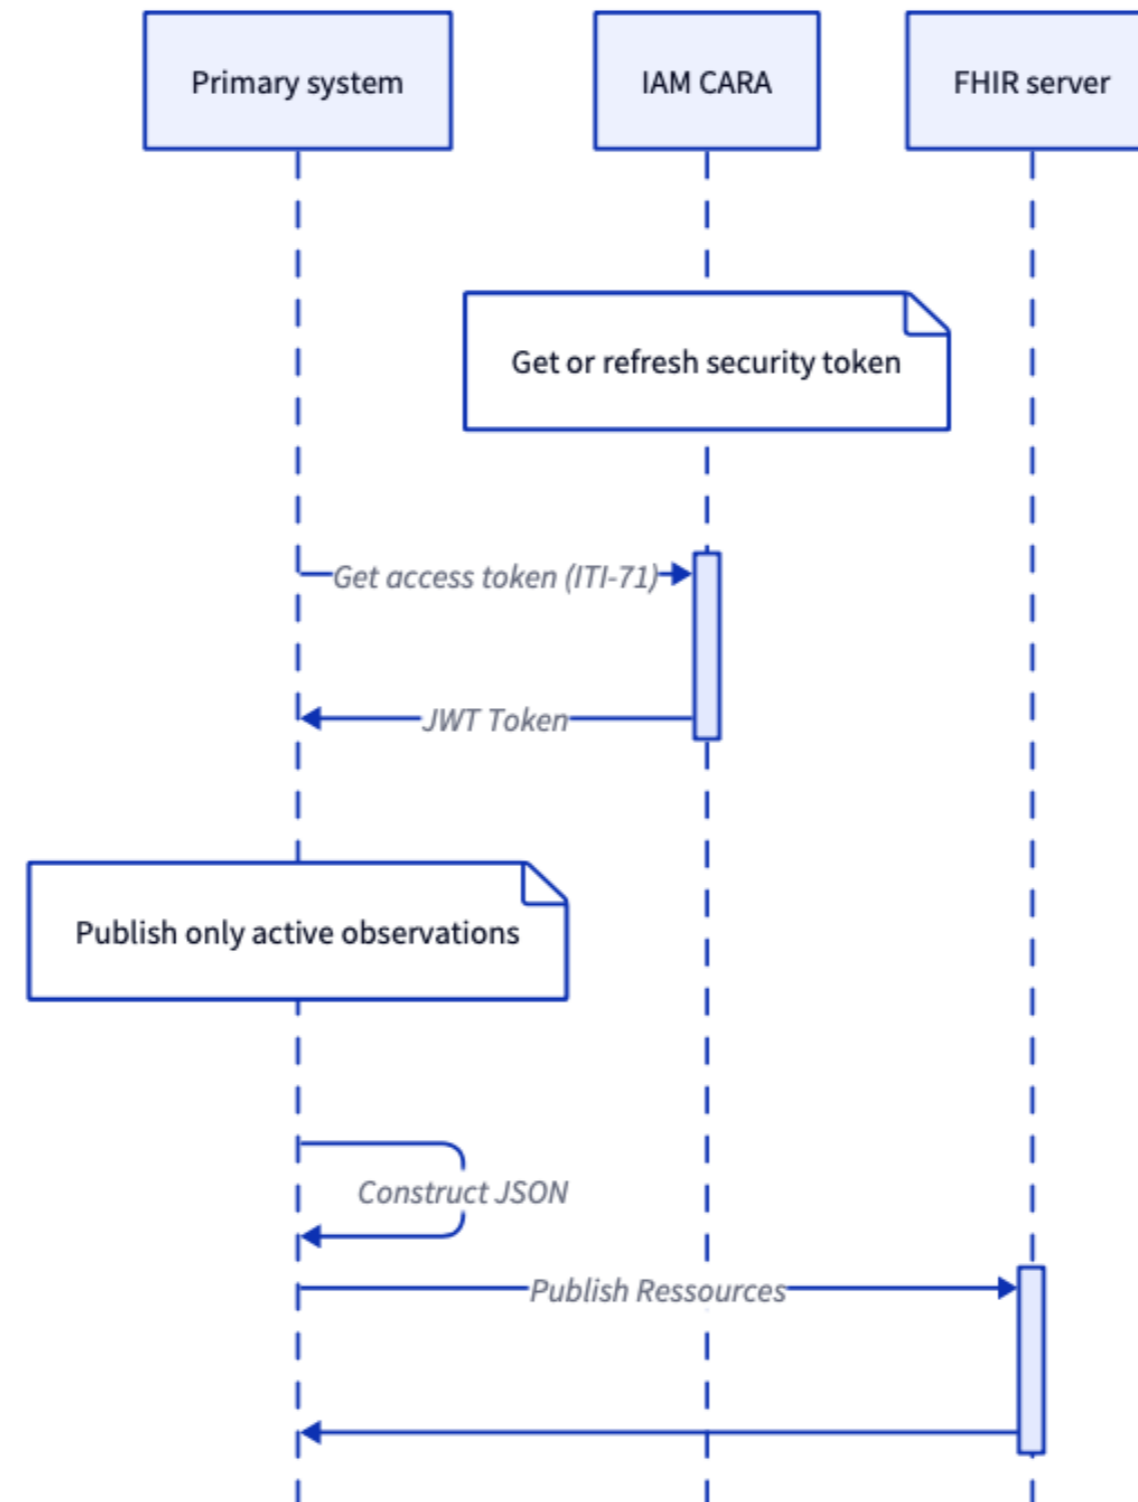 Primary system
IAM CARA
FHIR server
Get or refresh security token
Get access token (ITI-71)
JWT Token
Publish only active observations
Construct JSON
Publish Ressources